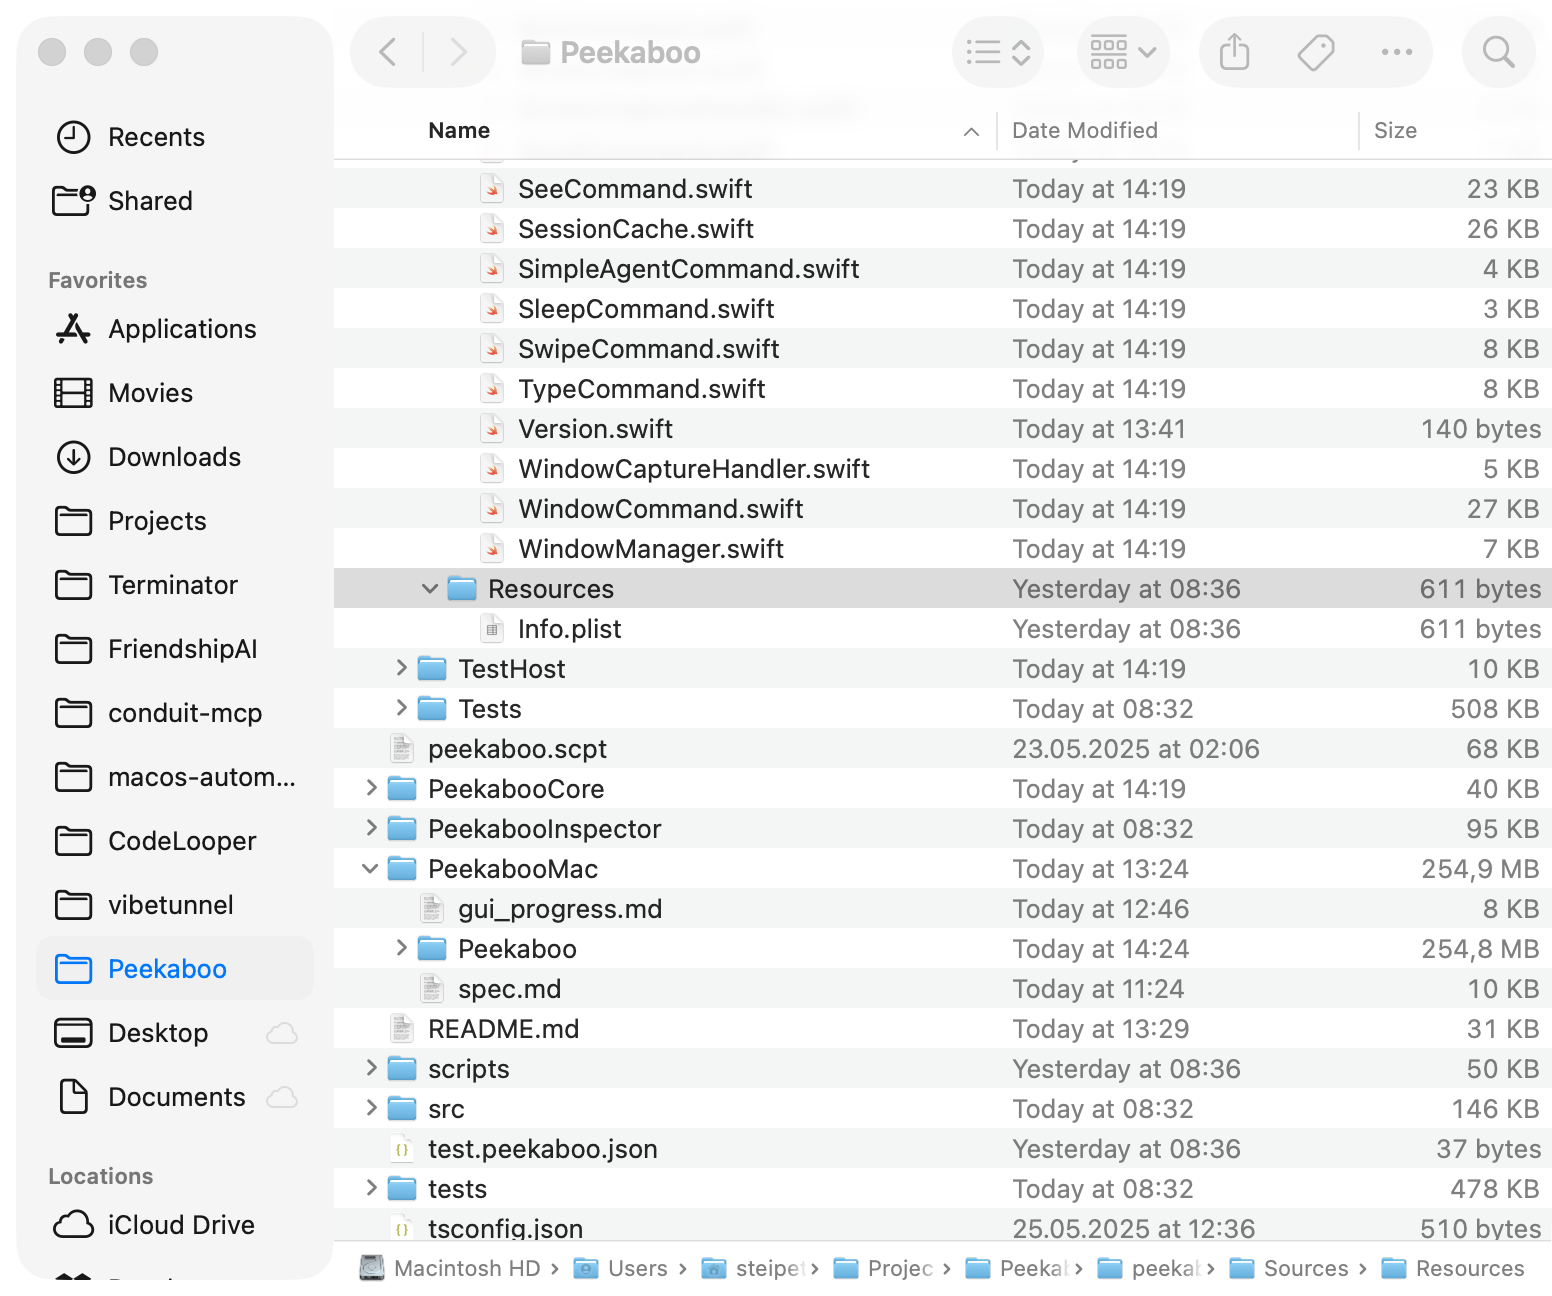 Peekaboo
Recents
Shared
Favorites
Applications
Movies
Downloads
Projects
Terminator
FriendshipAI
conduit-mcp
macos-autom...
CodeLooper
vibetunnel
Peekaboo
Desktop
Documents
Locations
iCloud Drive
Name Date Modified Size
SeeCommand.swift Today at 14:19 23 KB
SessionCache.swift Today at 14:19 26 KB
SimpleAgentCommand.swift Today at 14:19 4 KB
SleepCommand.swift Today at 14:19 3 KB
SwipeCommand.swift Today at 14:19 8 KB
TypeCommand.swift Today at 14:19 8 KB
Version.swift Today at 13:41 140 bytes
WindowCaptureHandler.swift Today at 14:19 5 KB
WindowCommand.swift Today at 14:19 27 KB
WindowManager.swift Today at 14:19 7 KB
Resources Yesterday at 08:36 611 bytes
Info.plist Yesterday at 08:36 611 bytes
TestHost Today at 14:19 10 KB
Tests Today at 08:32 508 KB
peekaboo.scpt 23.05.2025 at 02:06 68 KB
PeekabooCore Today at 14:19 40 KB
PeekabooInspector Today at 08:32 95 KB
PeekabooMac Today at 13:24 254,9 MB
gui_progress.md Today at 12:46 8 KB
Peekaboo Today at 14:24 254,8 MB
spec.md Today at 11:24 10 KB
README.md Today at 13:29 31 KB
scripts Yesterday at 08:36 50 KB
src Today at 08:32 146 KB
test.peekaboo.json Yesterday at 08:36 37 bytes
tests Today at 08:32 478 KB
tsconfig.json 25.05.2025 at 12:36 510 bytes
Macintosh HD › Users › steipet › Projec › Peekab › peekab › Sources › Resources